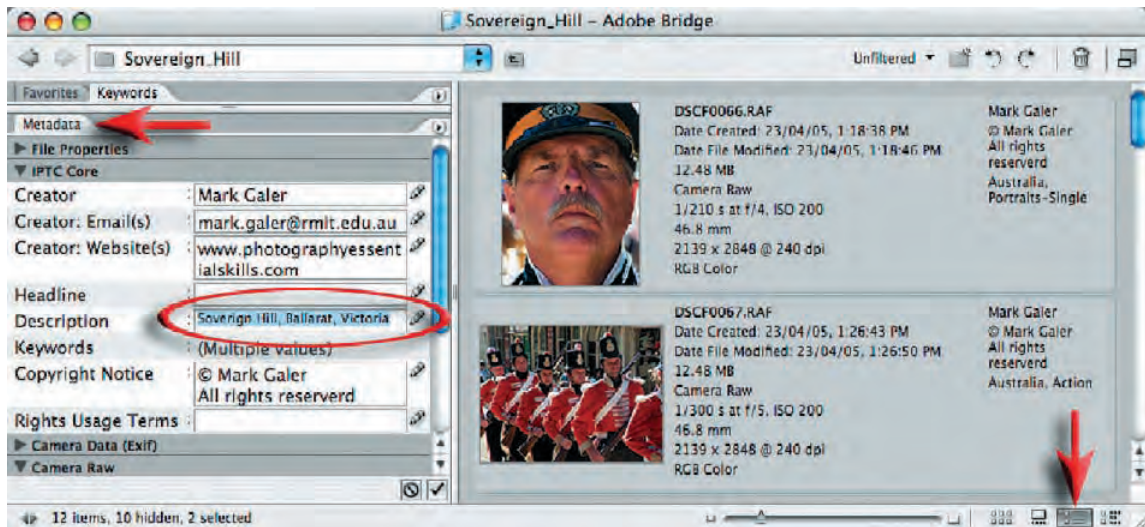 Sovereign_Hill – Adobe Bridge
Sovereign_Hill
Unfiltered
Favorites Keywords
Metadata
File Properties
IPTC Core
Creator : Mark Galer
Creator: Email(s) : mark.galer@rmit.edu.au
Creator: Website(s) : www.photographyessent
ialskills.com
Headline :
Description : Soverign Hill, Ballarat, Victoria
Keywords : (Multiple values)
Copyright Notice : © Mark Galer
All rights reserverd
Rights Usage Terms :
Camera Data (Exif)
Camera Raw
12 items, 10 hidden, 2 selected
DSCF0066.RAF
Date Created: 23/04/05, 1:18:38 PM
Date File Modified: 23/04/05, 1:18:46 PM
12.48 MB
Camera Raw
1/210 s at f/4, ISO 200
46.8 mm
2139 x 2848 @ 240 dpi
RGB Color
Mark Galer
© Mark Galer
All rights
reserverd
Australia,
Portraits-Single
DSCF0067.RAF
Date Created: 23/04/05, 1:26:43 PM
Date File Modified: 23/04/05, 1:26:50 PM
12.48 MB
Camera Raw
1/300 s at f/5, ISO 200
46.8 mm
2139 x 2848 @ 240 dpi
RGB Color
Mark Galer
© Mark Galer
All rights
reserverd
Australia, Action